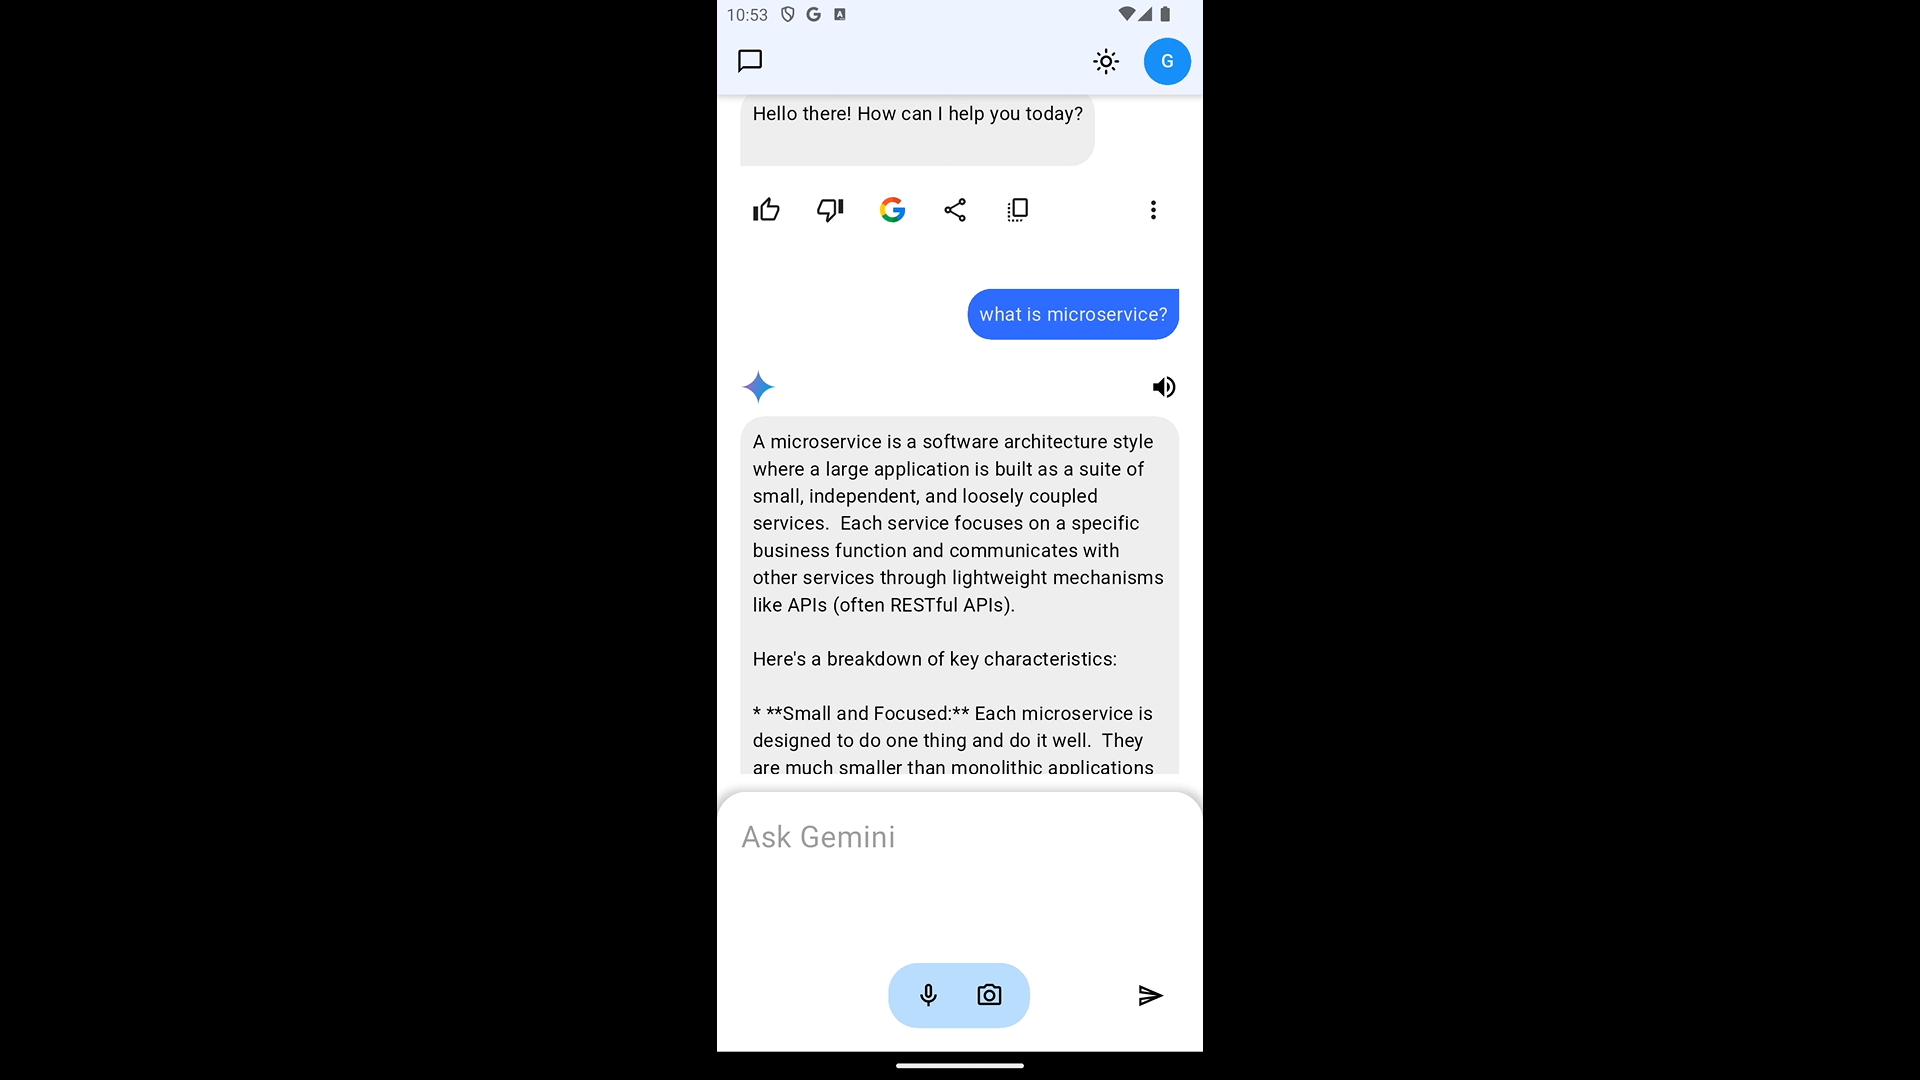 10:53
G
Hello there! How can I help you today?
what is microservice?
A microservice is a software architecture style
where a large application is built as a suite of
small, independent, and loosely coupled
services.  Each service focuses on a specific
business function and communicates with
other services through lightweight mechanisms
like APIs (often RESTful APIs).
Here's a breakdown of key characteristics:
* **Small and Focused:** Each microservice is
designed to do one thing and do it well.  They
are much smaller than monolithic applications
Ask Gemini